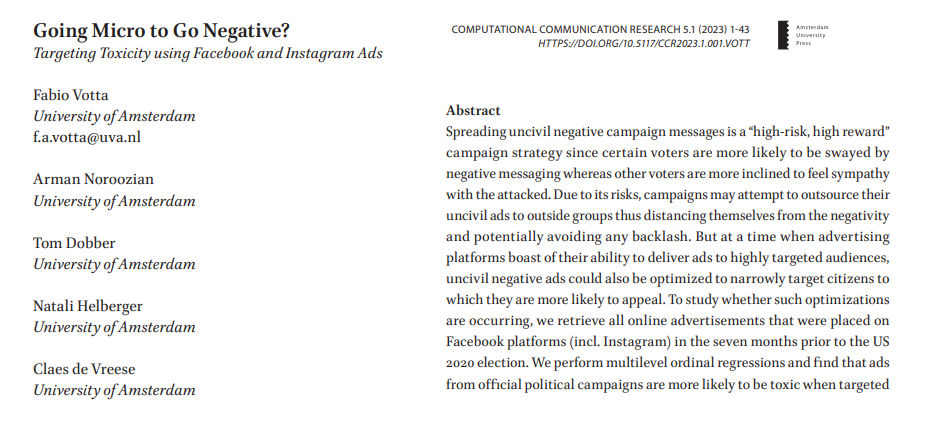 Going Micro to Go Negative?
Targeting Toxicity using Facebook and Instagram Ads
Fabio Votta
University of Amsterdam
f.a.votta@uva.nl
Arman Noroozian
University of Amsterdam
Tom Dobber
University of Amsterdam
Natali Helberger
University of Amsterdam
Claes de Vreese
University of Amsterdam
COMPUTATIONAL COMMUNICATION RESEARCH 5.1 (2023) 1-43
HTTPS://DOI.ORG/10.5117/CCR2023.1.001.VOTT
Amsterdam
University
Press
Abstract
Spreading uncivil negative campaign messages is a “high-risk, high reward”
campaign strategy since certain voters are more likely to be swayed by
negative messaging whereas other voters are more inclined to feel sympathy
with the attacked. Due to its risks, campaigns may attempt to outsource their
uncivil ads to outside groups thus distancing themselves from the negativity
and potentially avoiding any backlash. But at a time when advertising
platforms boast of their ability to deliver ads to highly targeted audiences,
uncivil negative ads could also be optimized to narrowly target citizens to
which they are more likely to appeal. To study whether such optimizations
are occurring, we retrieve all online advertisements that were placed on
Facebook platforms (incl. Instagram) in the seven months prior to the US
2020 election. We perform multilevel ordinal regressions and find that ads
from official political campaigns are more likely to be toxic when targeted